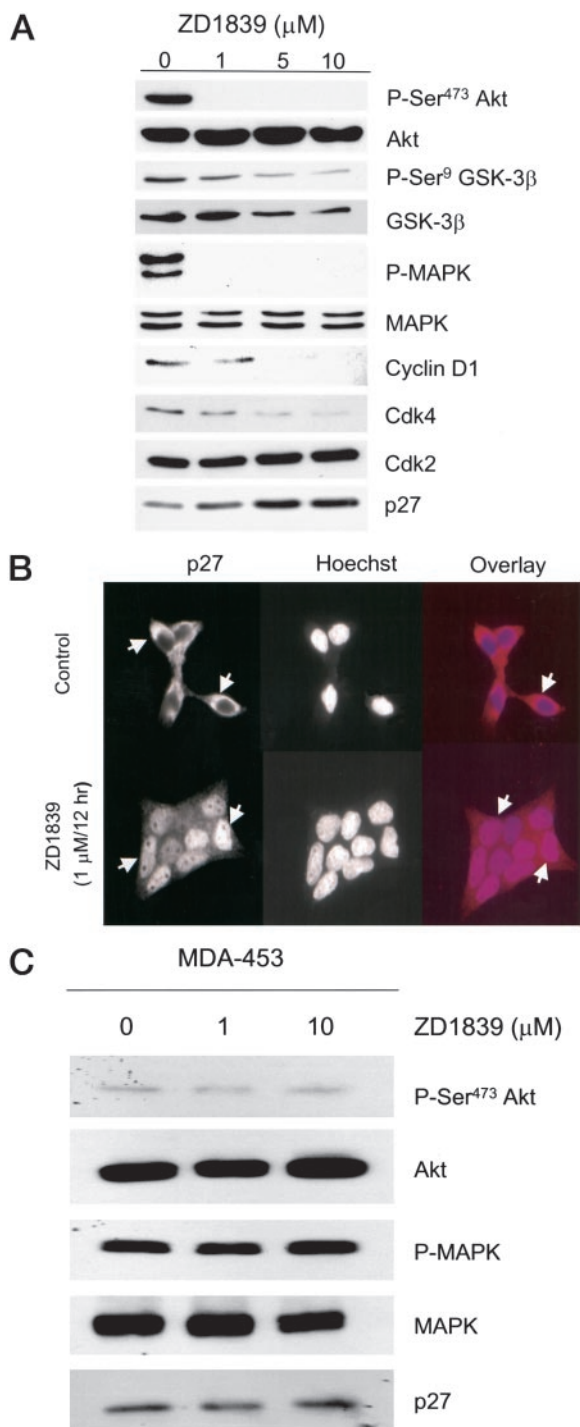 A
ZD1839 (µM)
0 1 5 10
P-Ser⁴⁷³ Akt
Akt
P-Ser⁹ GSK-3β
GSK-3β
P-MAPK
MAPK
Cyclin D1
Cdk4
Cdk2
p27
B
p27 Hoechst Overlay
Control
ZD1839
(1 µM/12 hr)
C
MDA-453
0 1 10 ZD1839 (µM)
P-Ser⁴⁷³ Akt
Akt
P-MAPK
MAPK
p27